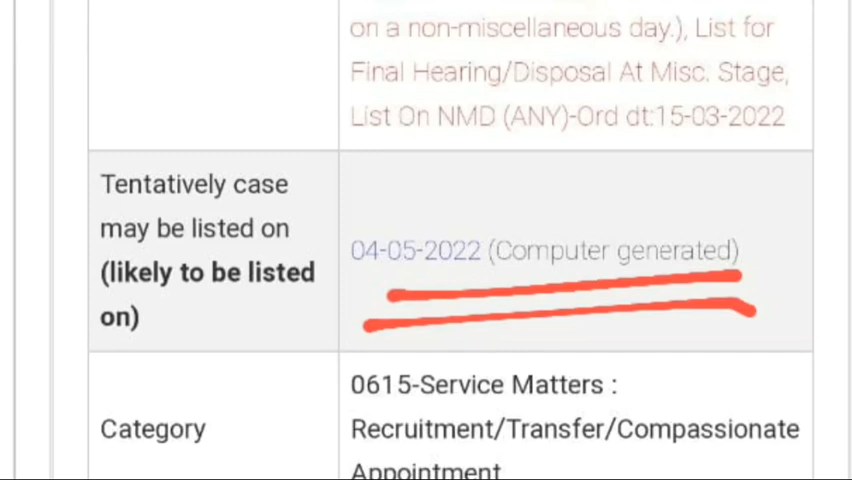 on a non-miscellaneous day.), List for
Final Hearing/Disposal At Misc. Stage,
List On NMD (ANY)-Ord dt:15-03-2022
Tentatively case
may be listed on
(likely to be listed
on)
04-05-2022 (Computer generated)
Category
0615-Service Matters :
Recruitment/Transfer/Compassionate
Appointment